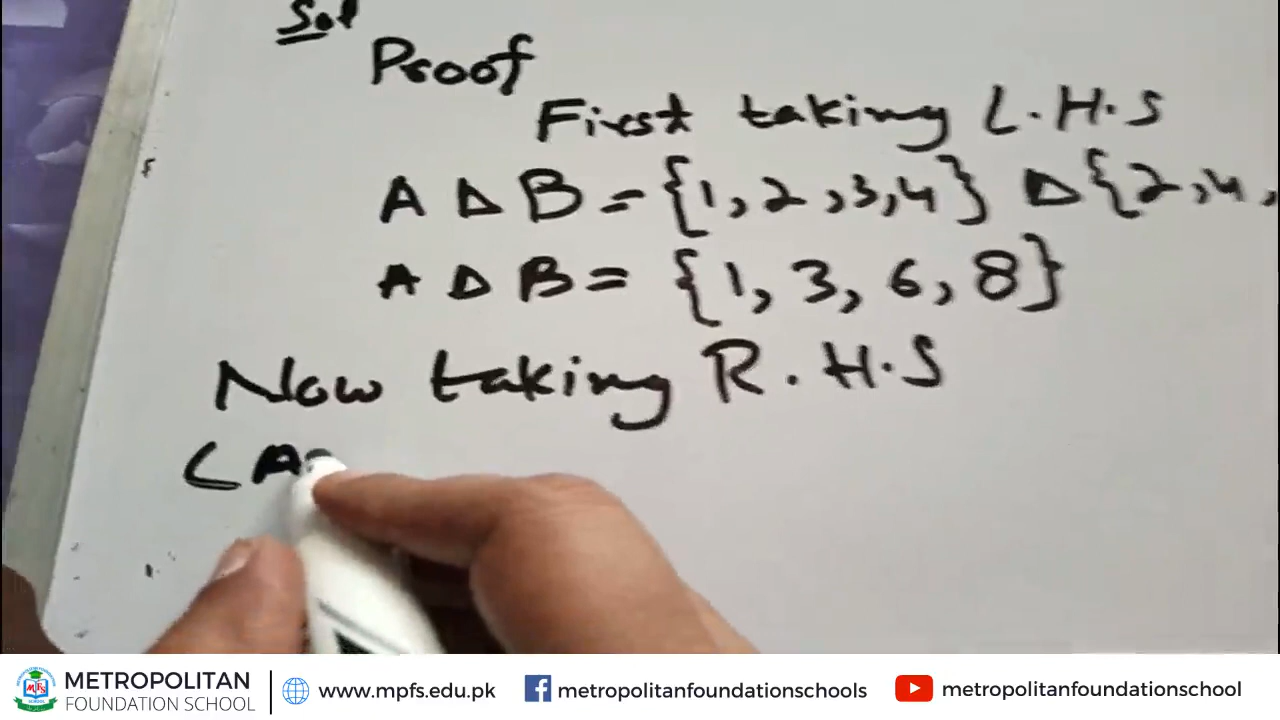 Sol
Proof
First taking L.H.S
A Δ B = {1, 2, 3, 4} Δ {2, 4,
A Δ B = {1, 3, 6, 8}
Now taking R.H.S
(A
METROPOLITAN
FOUNDATION SCHOOL
www.mpfs.edu.pk
metropolitanfoundationschools
metropolitanfoundationschool